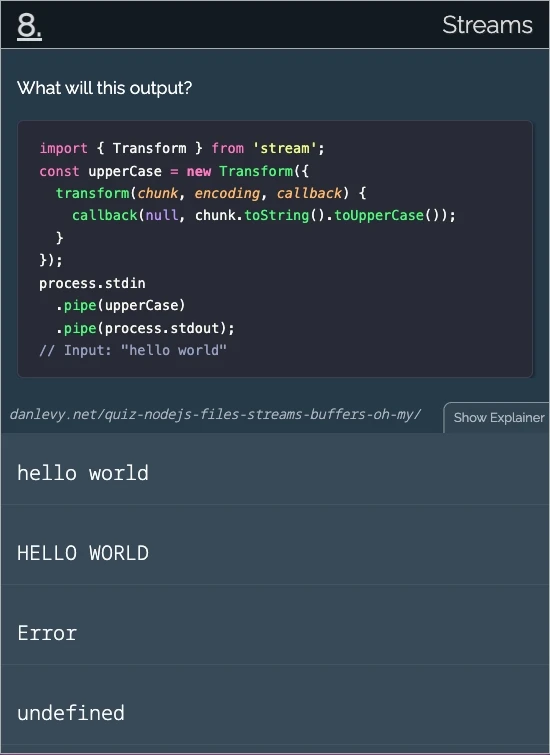 8.
Streams
What will this output?
import { Transform } from 'stream';
const upperCase = new Transform({
  transform(chunk, encoding, callback) {
    callback(null, chunk.toString().toUpperCase());
  }
});
process.stdin
  .pipe(upperCase)
  .pipe(process.stdout);
// Input: "hello world"
danlevy.net/quiz-nodejs-files-streams-buffers-oh-my/
Show Explainer
hello world
HELLO WORLD
Error
undefined